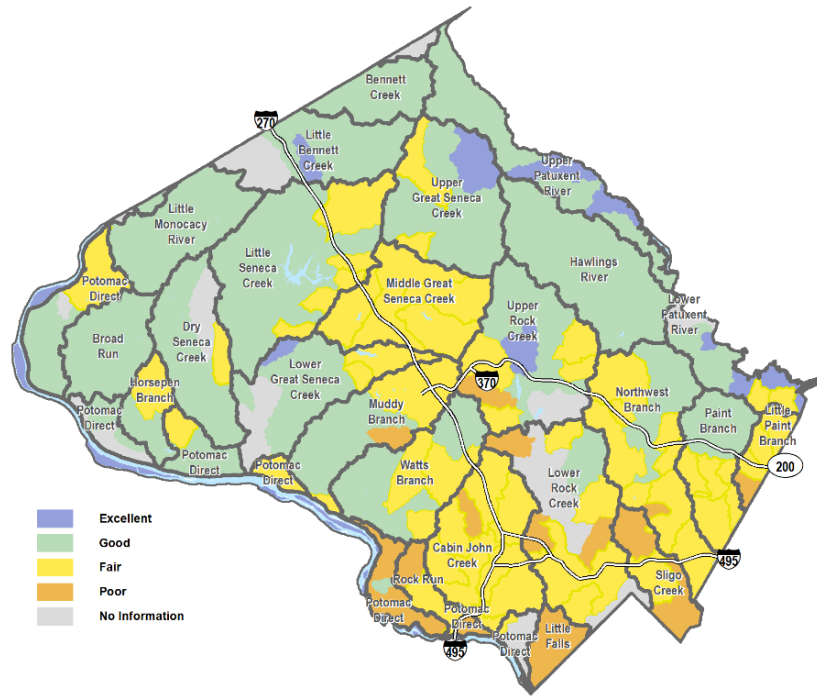 Bennett
Creek
270
Little
Bennett
Creek
Upper
Patuxent
River
Upper
Great Seneca
Creek
Little
Monocacy
River
Little
Seneca
Creek
Hawlings
River
Potomac
Direct
Middle Great
Seneca Creek
Upper
Rock
Creek
Lower
Patuxent
River
Broad
Run
Dry
Seneca
Creek
Lower
Great Seneca
Creek
370
Horsepen
Branch
Muddy
Branch
Northwest
Branch
Paint
Branch
Little
Paint
Branch
Potomac
Direct
Potomac
Direct
Potomac
Direct
Watts
Branch
Lower
Rock
Creek
200
Excellent
Good
Fair
Poor
No Information
Cabin John
Creek
495
Rock Run
Sligo
Creek
Potomac
Direct
Potomac
Direct
495
Potomac
Direct
Little
Falls